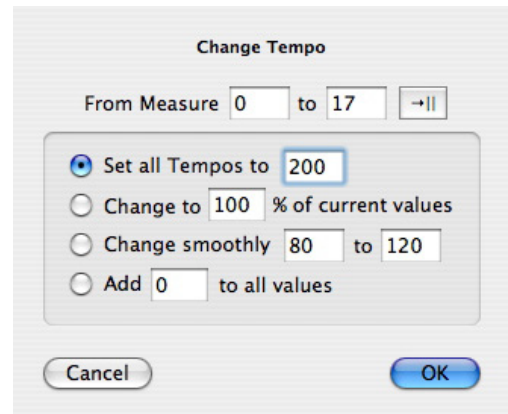 Change Tempo
From Measure 0 to 17 →||
Set all Tempos to 200
Change to 100 % of current values
Change smoothly 80 to 120
Add 0 to all values
Cancel OK